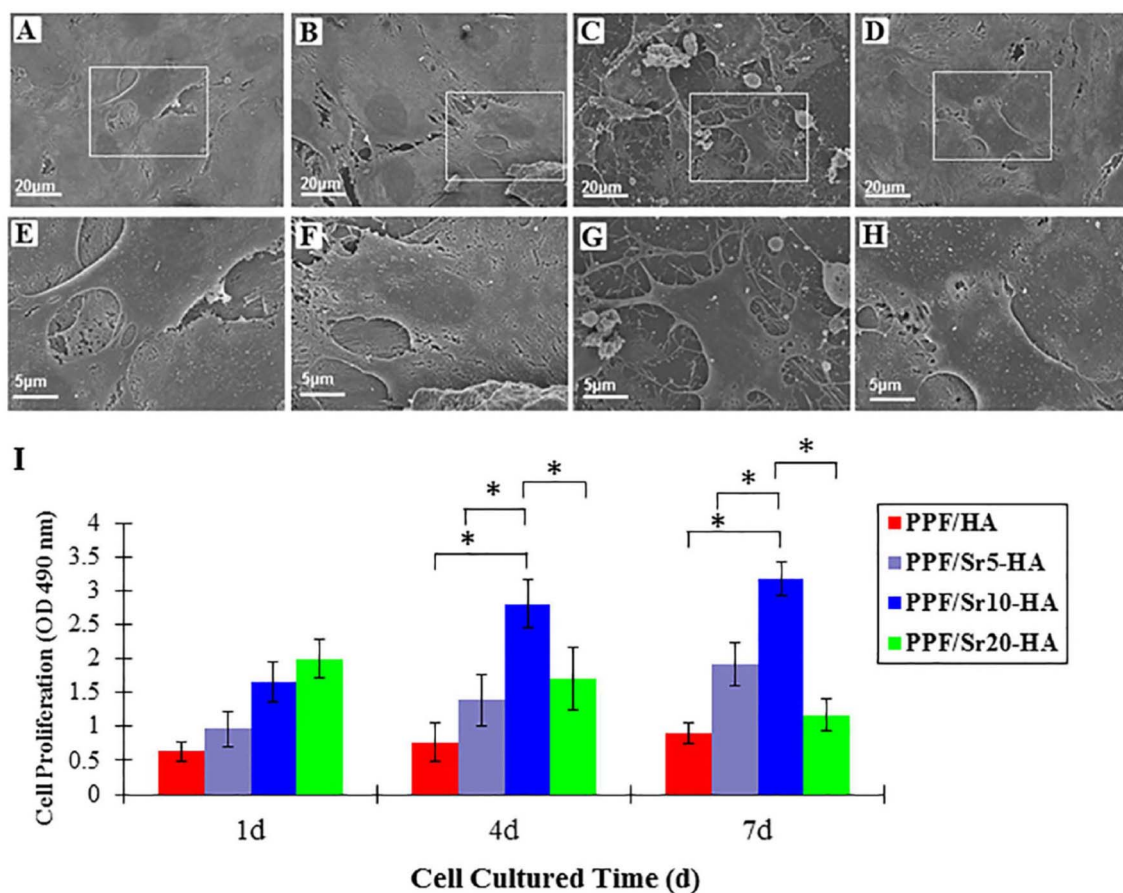 A
B
C
D
20μm
20μm
20μm
20μm
E
F
G
H
5μm
5μm
5μm
5μm
I
*
*
*
*
*
*
Cell Proliferation (OD 490 nm)
4
3.5
3
2.5
2
1.5
1
0.5
0
PPF/HA
PPF/Sr5-HA
PPF/Sr10-HA
PPF/Sr20-HA
1d
4d
7d
Cell Cultured Time (d)